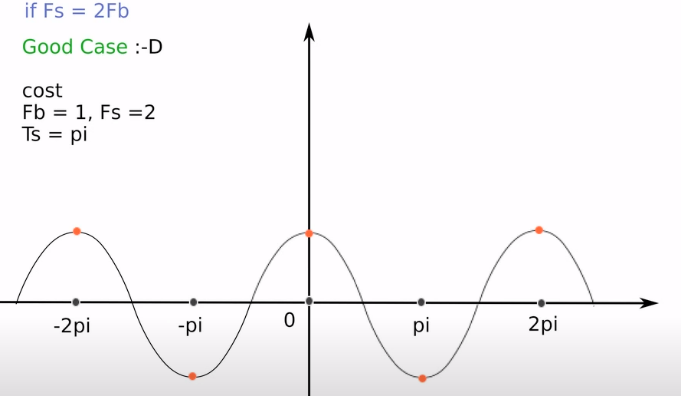 if Fs = 2Fb
Good Case :-D
cost
Fb = 1, Fs =2
Ts = pi
-2pi
-pi
0
pi
2pi